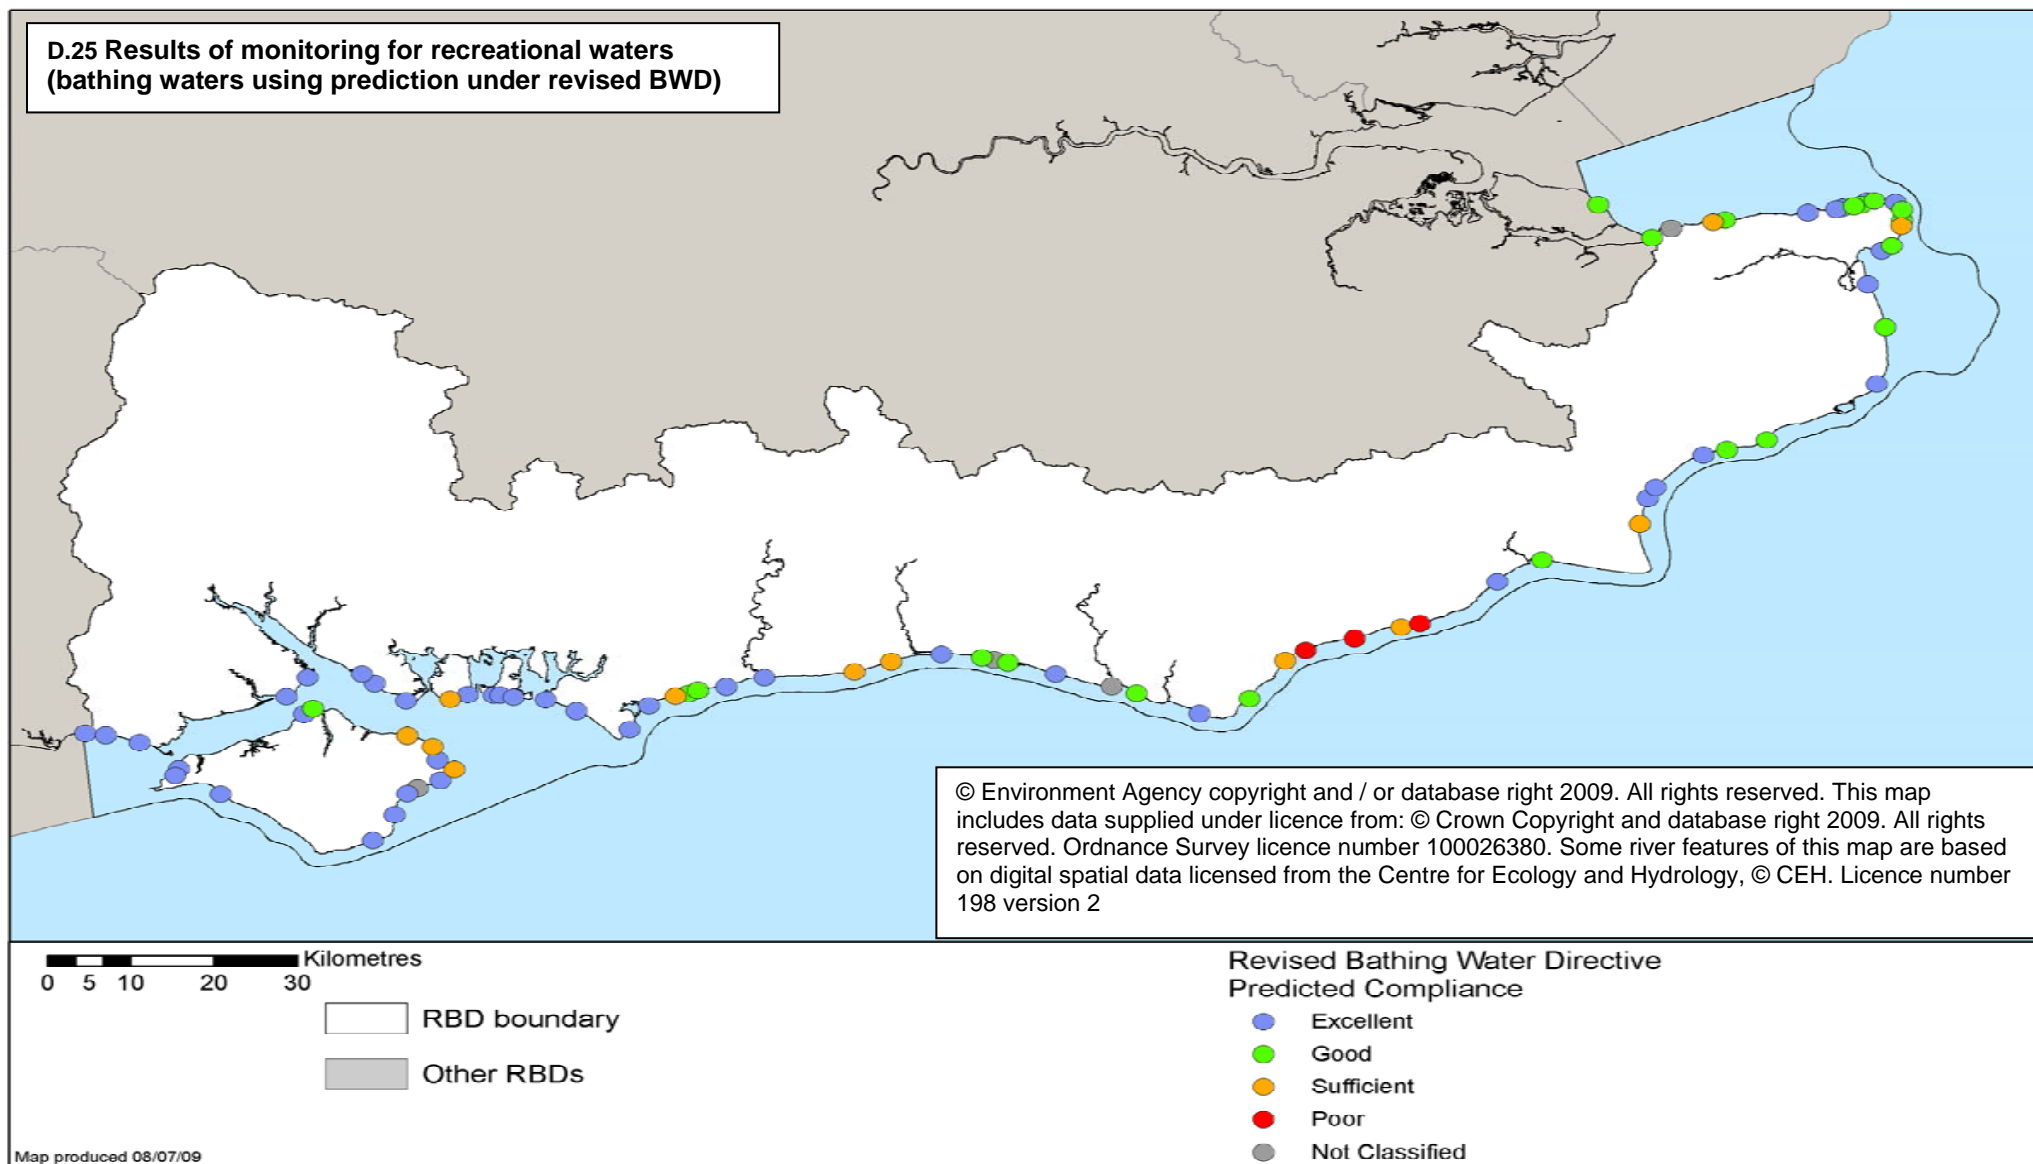 D.25 Results of monitoring for recreational waters
(bathing waters using prediction under revised BWD)
© Environment Agency copyright and / or database right 2009. All rights reserved. This map
includes data supplied under licence from: © Crown Copyright and database right 2009. All rights
reserved. Ordnance Survey licence number 100026380. Some river features of this map are based
on digital spatial data licensed from the Centre for Ecology and Hydrology, © CEH. Licence number
198 version 2
Kilometres
0 5 10 20 30
RBD boundary
Other RBDs
Revised Bathing Water Directive
Predicted Compliance
Excellent
Good
Sufficient
Poor
Not Classified
Map produced 08/07/09